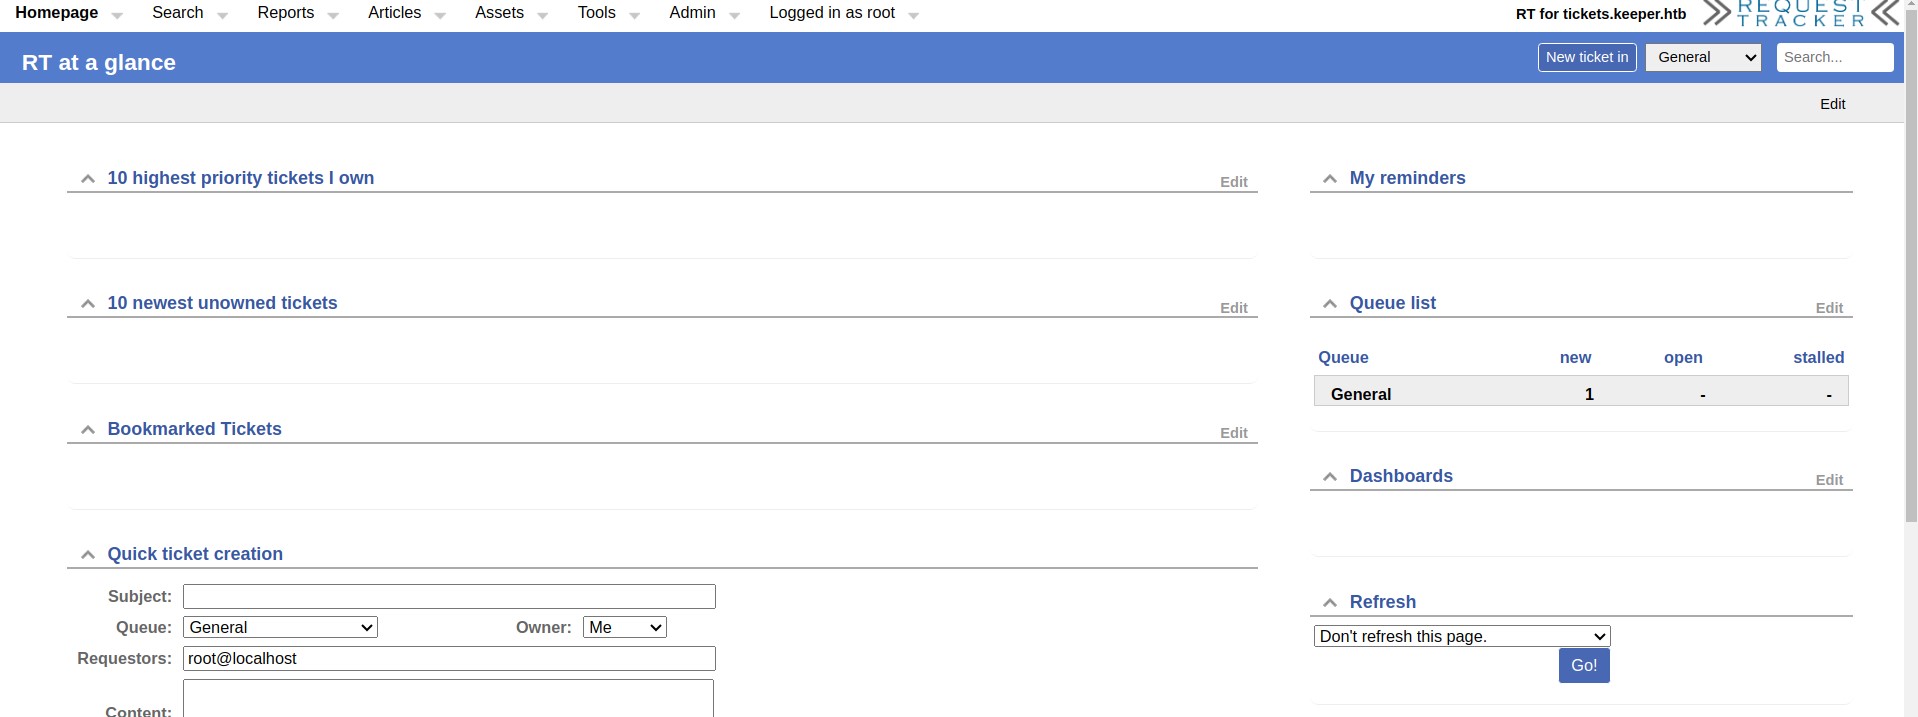 Homepage Search Reports Articles Assets Tools Admin Logged in as root RT for tickets.keeper.htb REQUEST TRACKER
RT at a glance New ticket in General Search...
Edit
10 highest priority tickets I own Edit
My reminders
10 newest unowned tickets Edit
Queue list Edit
Queue new open stalled
General 1 - -
Bookmarked Tickets Edit
Dashboards Edit
Quick ticket creation
Subject:
Queue: General Owner: Me
Requestors: root@localhost
Content:
Refresh
Don't refresh this page.
Go!